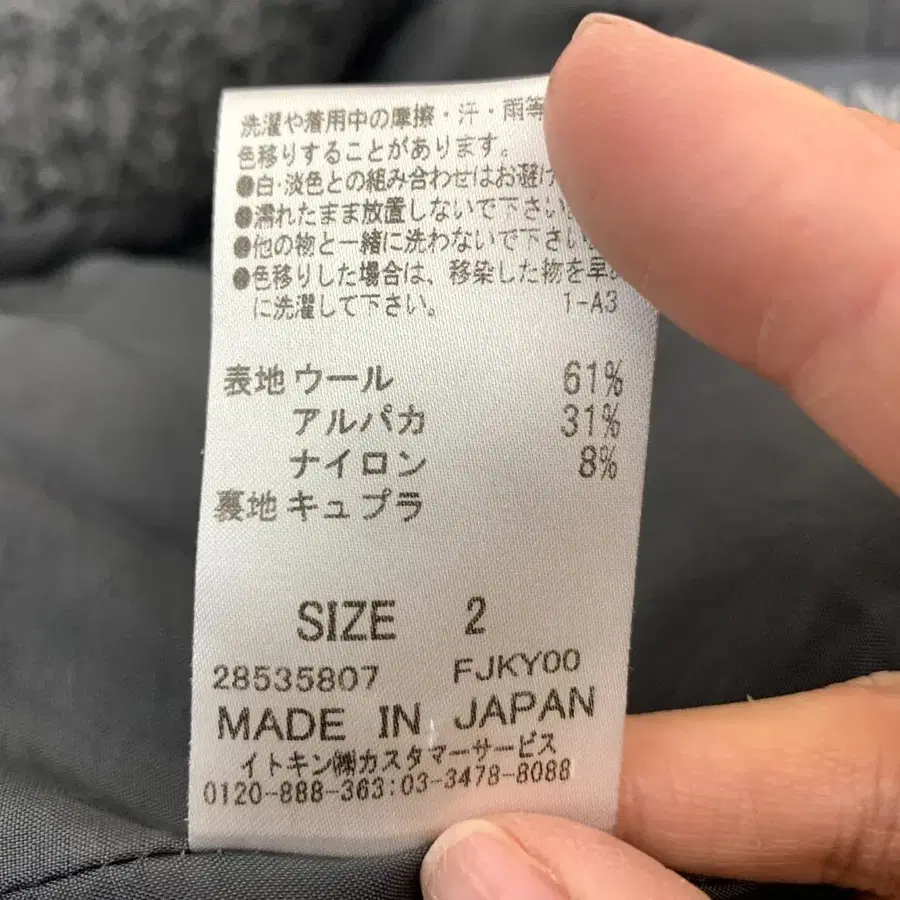 洗濯や着用中の摩擦・汗・雨等
色移りすることがあります。
●白・淡色との組み合わせはお避け
●濡れたまま放置しないで下さい
●他の物と一緒に洗わないで下さい
●色移りした場合は、移染した物を早め
に洗濯して下さい。 1-A3
表地 ウール 61%
アルパカ 31%
ナイロン 8%
裏地 キュプラ
SIZE 2
28535807 FJKY00
MADE IN JAPAN
イトキン㈱カスタマーサービス
0120-888-363:03-3478-8088